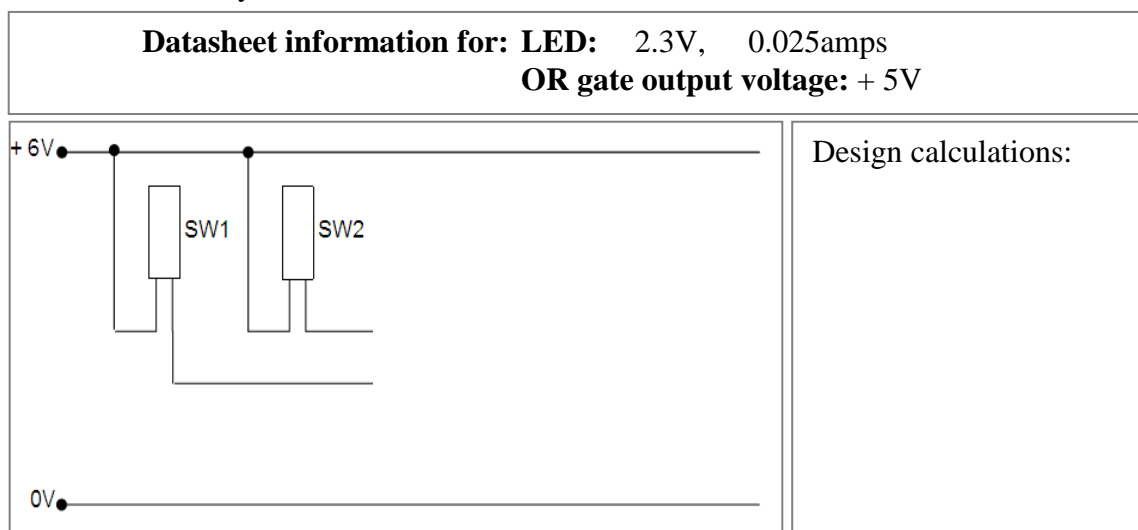 Datasheet information for: LED: 2.3V, 0.025amps
OR gate output voltage: + 5V
+ 6V
SW1
SW2
0V
Design calculations: